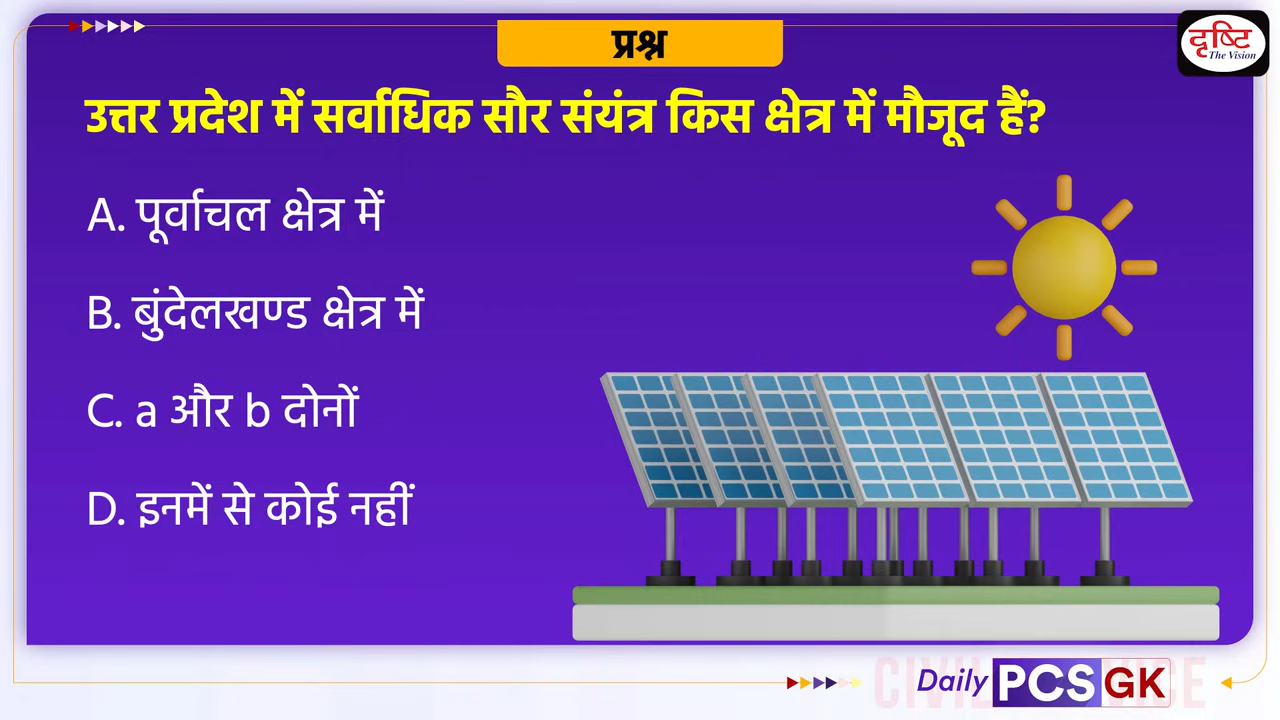 प्रश्न
दृष्टि
The Vision
उत्तर प्रदेश में सर्वाधिक सौर संयंत्र किस क्षेत्र में मौजूद हैं?
A. पूर्वाचल क्षेत्र में
B. बुंदेलखण्ड क्षेत्र में
C. a और b दोनों
D. इनमें से कोई नहीं
Daily PCS GK